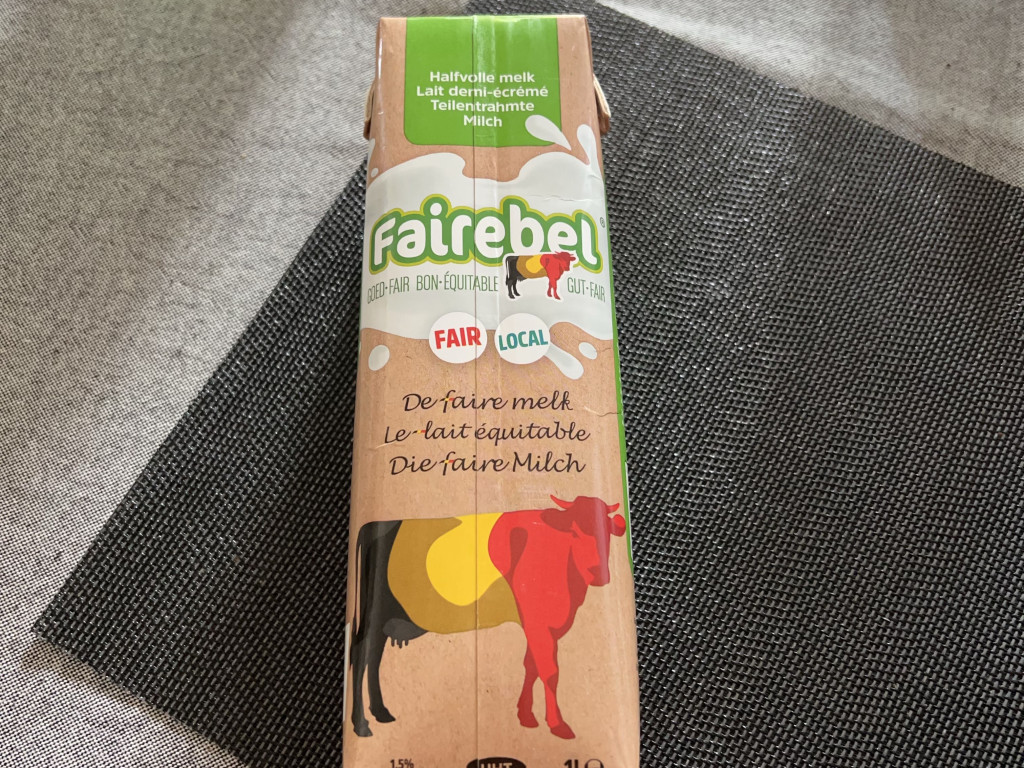 Halfvolle melk
Lait demi-écrémé
Teilentrahmte
Milch
Fairebel®
GOED-FAIR BON-ÉQUITABLE GUT-FAIR
FAIR LOCAL
De faire melk
Le lait équitable
Die faire Milch
1.5% UHT 1L